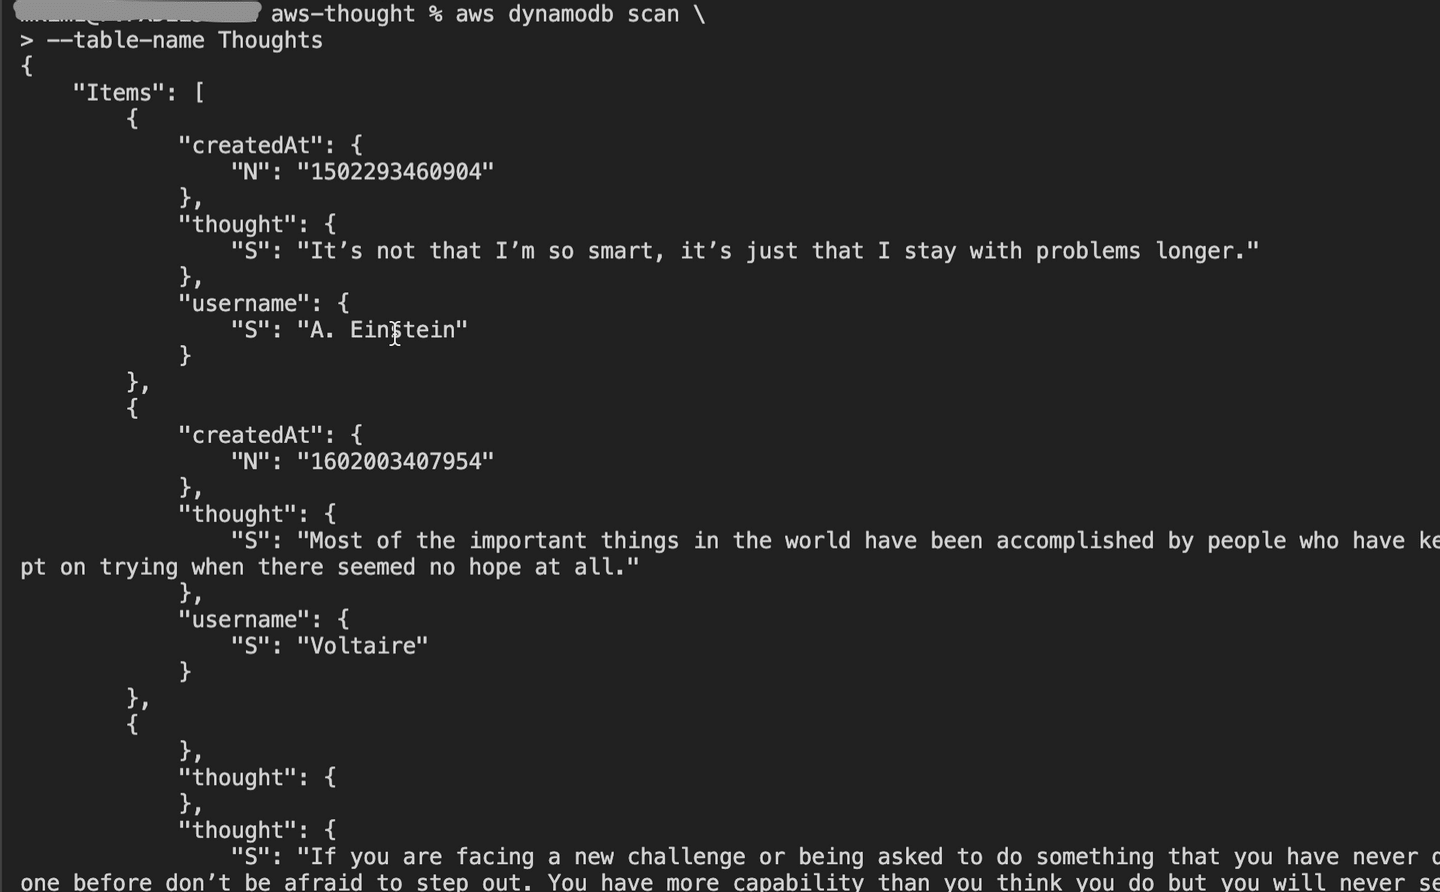 aws-thought % aws dynamodb scan \
> --table-name Thoughts
{
    "Items": [
        {
            "createdAt": {
                "N": "1502293460904"
            },
            "thought": {
                "S": "It’s not that I’m so smart, it’s just that I stay with problems longer."
            },
            "username": {
                "S": "A. Einstein"
            }
        },
        {
            "createdAt": {
                "N": "1602003407954"
            },
            "thought": {
                "S": "Most of the important things in the world have been accomplished by people who have ke
pt on trying when there seemed no hope at all."
            },
            "username": {
                "S": "Voltaire"
            }
        },
        {
            },
            "thought": {
            },
            "thought": {
                "S": "If you are facing a new challenge or being asked to do something that you have never
one before don’t be afraid to step out. You have more capability than you think you do but you will never se